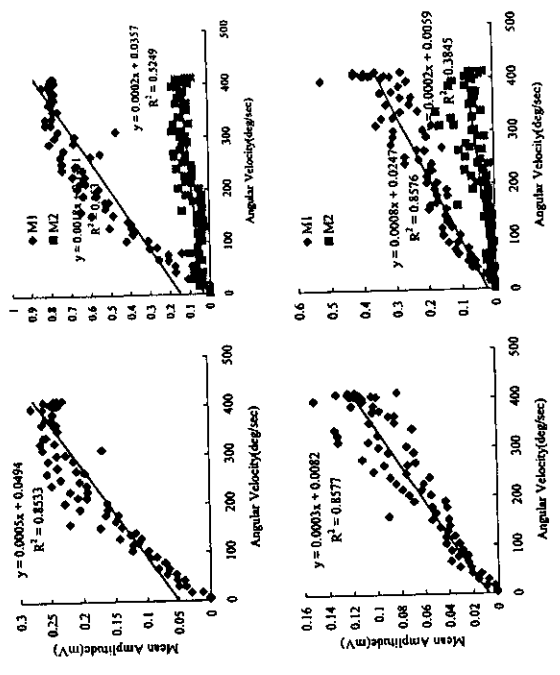 0.3
0.25
0.2
0.15
0.1
0.05
0
Mean Amplitude(mV)
y = 0.0005x + 0.0494
R² = 0.8533
0 100 200 300 400 500
Angular Velocity(deg/sec)
1
0.9
0.8
0.7
0.6
0.5
0.4
0.3
0.2
0.1
0
M1
M2
R² =
y = 0.0002x + 0.0357
R² = 0.5249
0 100 200 300 400 500
Angular Velocity(deg/sec)
0.16
0.14
0.12
0.1
0.08
0.06
0.04
0.02
0
Mean Amplitude(mV)
y = 0.0003x + 0.0082
R² = 0.8577
0 100 200 300 400 500
Angular Velocity(deg/sec)
0.6
0.5
0.4
0.3
0.2
0.1
0
M1
M2
y = 0.0008x + 0.0247
R² = 0.8576
y = 0.0002x + 0.0059
R² = 0.3845
0 100 200 300 400 500
Angular Velocity(deg/sec)